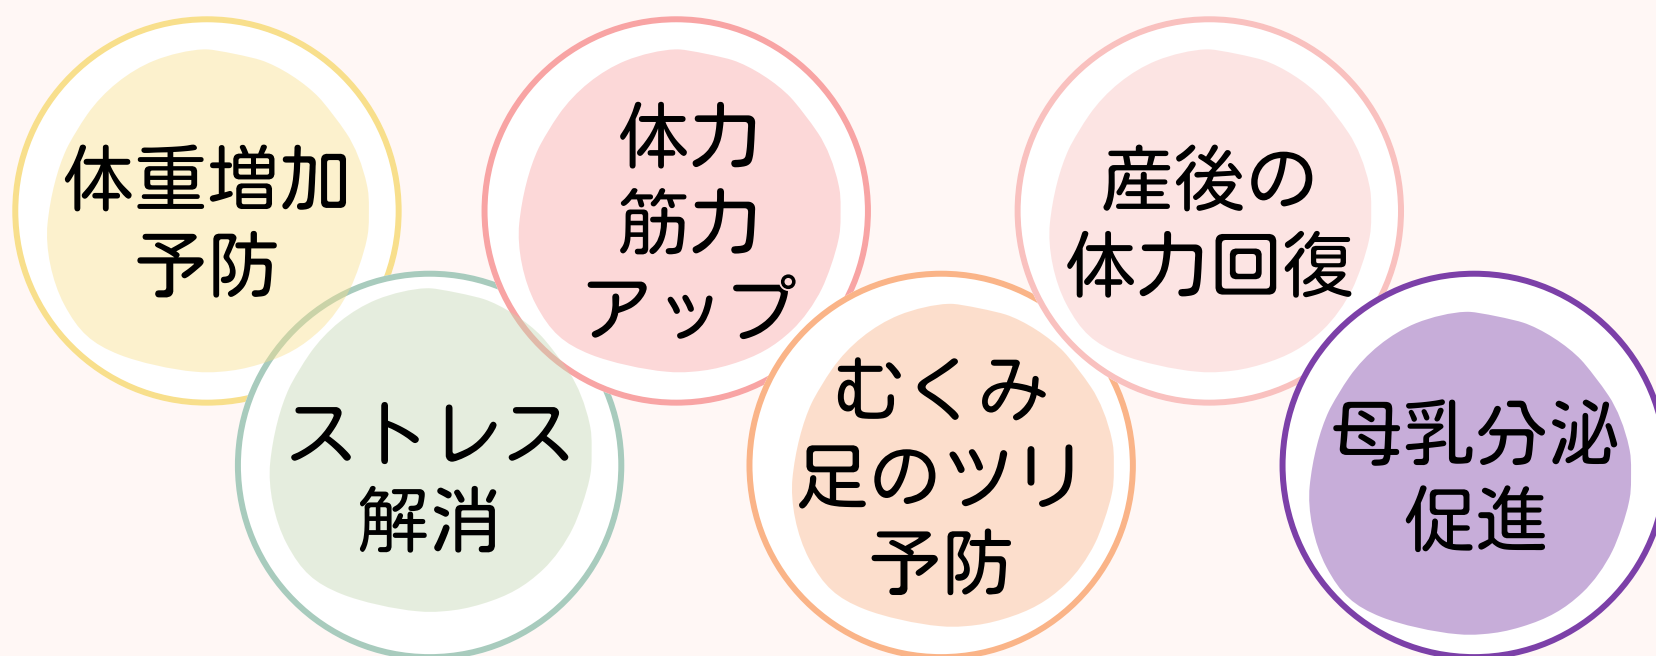 体重増加
予防
ストレス
解消
体力
筋力
アップ
むくみ
足のツリ
予防
産後の
体力回復
母乳分泌
促進